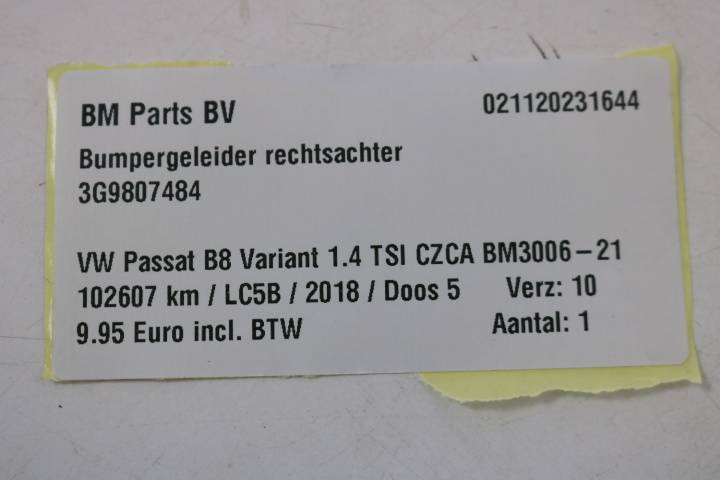 BM Parts BV 021120231644
Bumpergeleider rechtsachter
3G9807484
VW Passat B8 Variant 1.4 TSI CZCA BM3006-21
102607 km / LC5B / 2018 / Doos 5 Verz: 10
9.95 Euro incl. BTW Aantal: 1